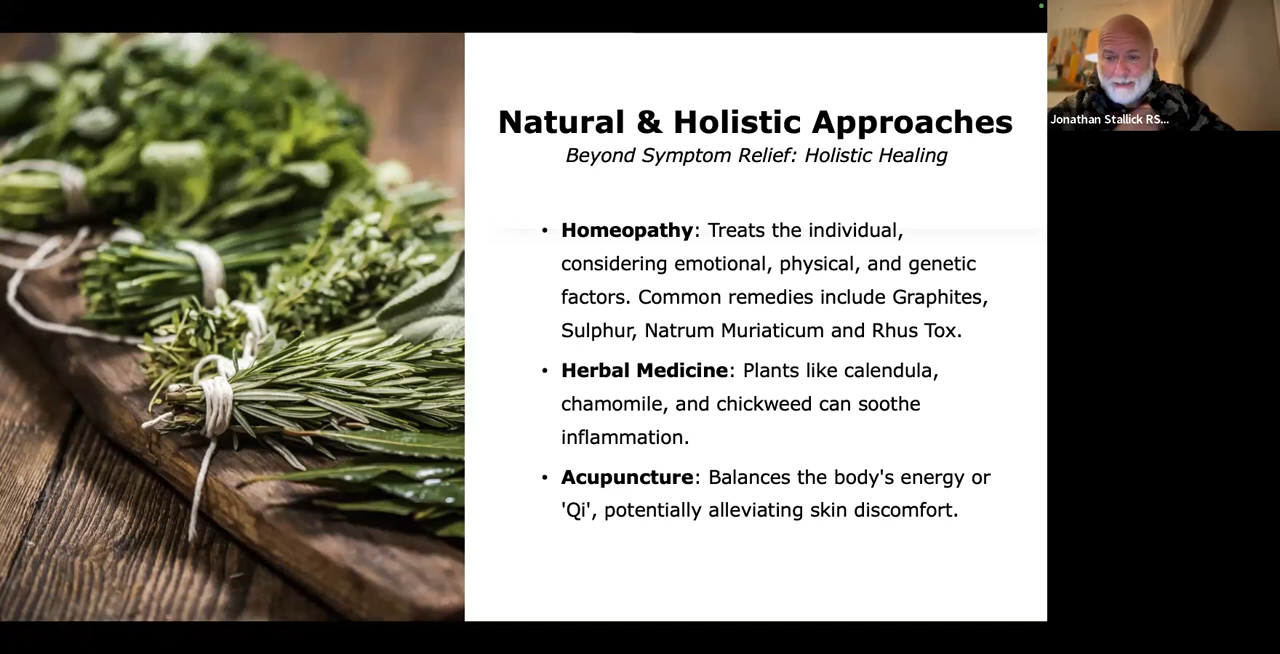 Natural & Holistic Approaches
Beyond Symptom Relief: Holistic Healing
• Homeopathy: Treats the individual,
considering emotional, physical, and genetic
factors. Common remedies include Graphites,
Sulphur, Natrum Muriaticum and Rhus Tox.
• Herbal Medicine: Plants like calendula,
chamomile, and chickweed can soothe
inflammation.
• Acupuncture: Balances the body's energy or
'Qi', potentially alleviating skin discomfort.
Jonathan Stallick RS...